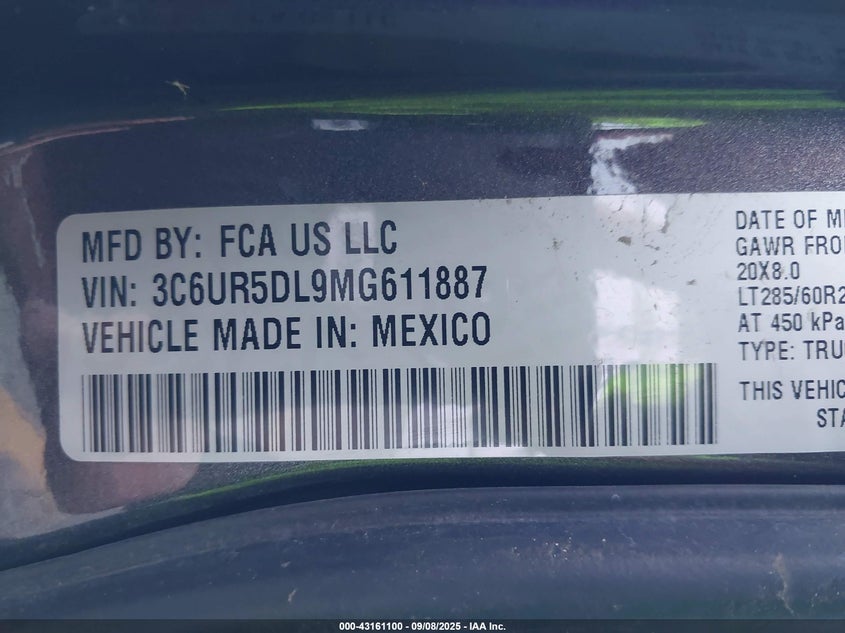 MFD BY: FCA US LLC
VIN: 3C6UR5DL9MG611887
VEHICLE MADE IN: MEXICO
DATE OF M
GAWR FRO
20X8.0
LT285/60R2
AT 450 kPa
TYPE: TRU
THIS VEHIC
STA
000-43161100 - 09/08/2025 - IAA Inc.